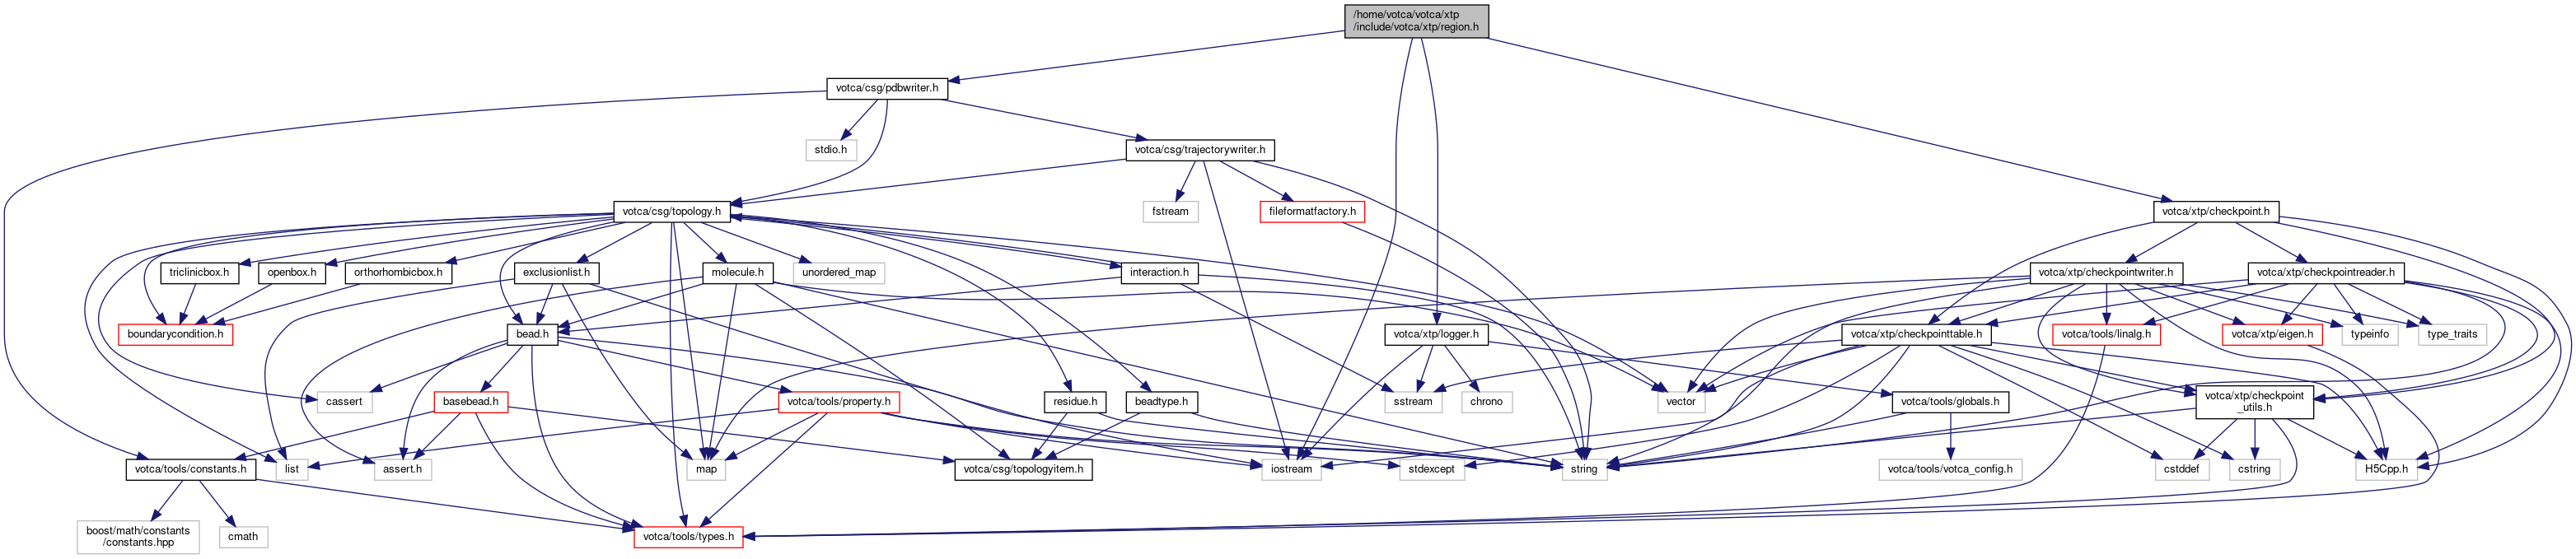 /home/votca/votca/xtp
/include/votca/xtp/region.h
votca/csg/pdbwriter.h
stdio.h
votca/csg/trajectorywriter.h
votca/csg/topology.h
fstream
fileformatfactory.h
votca/xtp/checkpoint.h
triclinicbox.h
openbox.h
orthorhombicbox.h
exclusionlist.h
molecule.h
unordered_map
interaction.h
votca/xtp/checkpointwriter.h
votca/xtp/checkpointreader.h
boundarycondition.h
bead.h
votca/xtp/logger.h
votca/xtp/checkpointtable.h
votca/tools/linalg.h
votca/xtp/eigen.h
typeinfo
type_traits
cassert
basebead.h
votca/tools/property.h
residue.h
beadtype.h
sstream
chrono
vector
votca/tools/globals.h
votca/xtp/checkpoint
_utils.h
votca/tools/constants.h
list
assert.h
map
votca/csg/topologyitem.h
iostream
stdexcept
string
votca/tools/votca_config.h
cstddef
cstring
H5Cpp.h
boost/math/constants
/constants.hpp
cmath
votca/tools/types.h